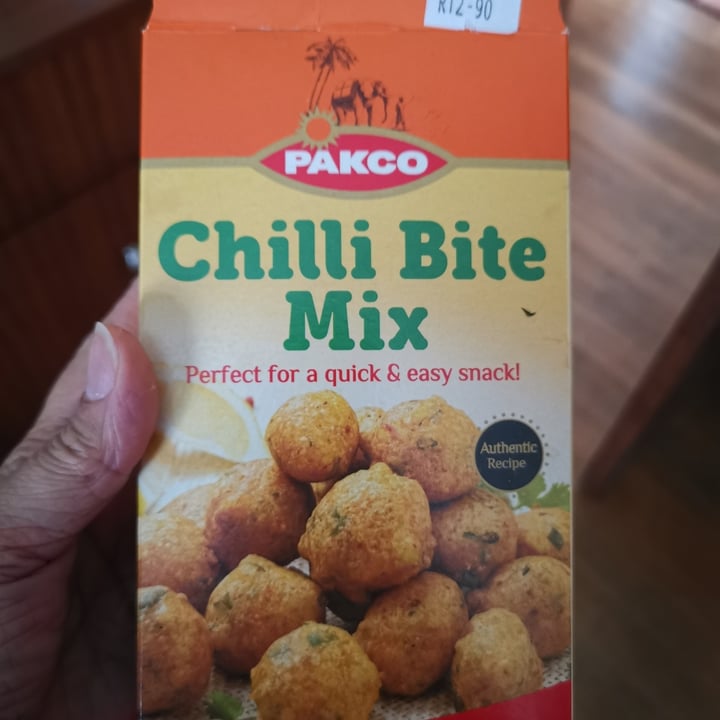 R12-90
PAKCO
Chilli Bite
Mix
Perfect for a quick & easy snack!
Authentic
Recipe